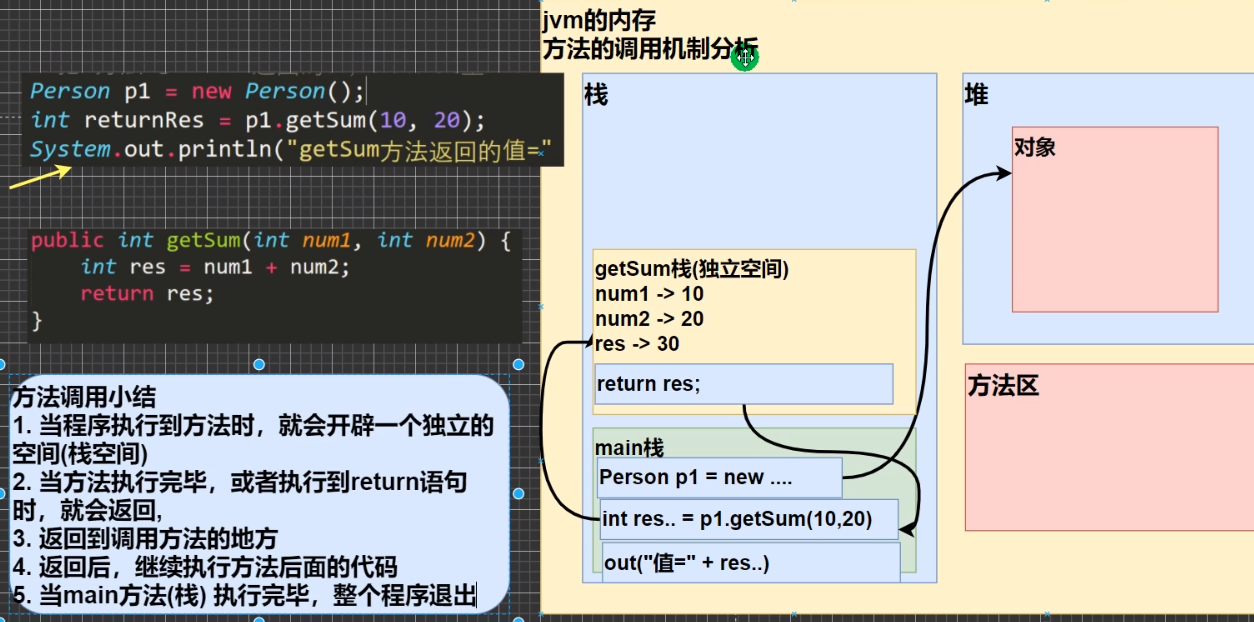 Person p1 = new Person();
int returnRes = p1.getSum(10, 20);
System.out.println("getSum方法返回的值="
public int getSum(int num1, int num2) {
int res = num1 + num2;
return res;
}
方法调用小结
1. 当程序执行到方法时，就会开辟一个独立的
空间(栈空间)
2. 当方法执行完毕，或者执行到return语句
时，就会返回,
3. 返回到调用方法的地方
4. 返回后，继续执行方法后面的代码
5. 当main方法(栈) 执行完毕，整个程序退出
jvm的内存
方法的调用机制分析
栈
getSum栈(独立空间)
num1 -> 10
num2 -> 20
res -> 30
return res;
main栈
Person p1 = new ....
int res.. = p1.getSum(10,20)
out("值=" + res..)
堆
对象
方法区